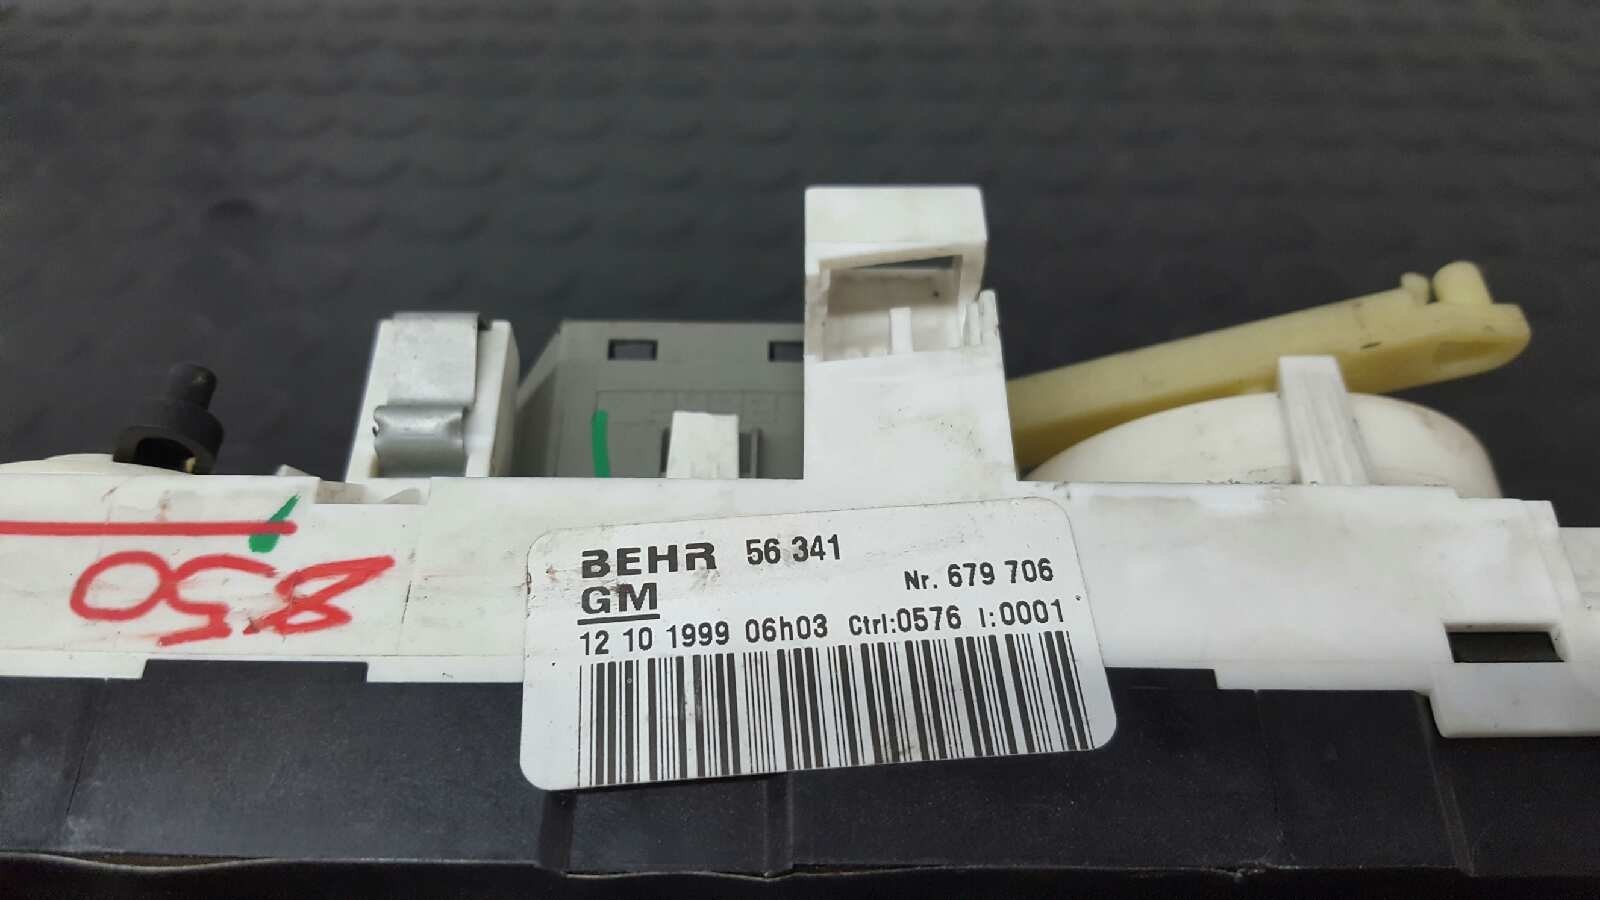 BEHR 56 341
GM Nr. 679 706
12 10 1999 06h03 Ctrl:0576 I:0001
850